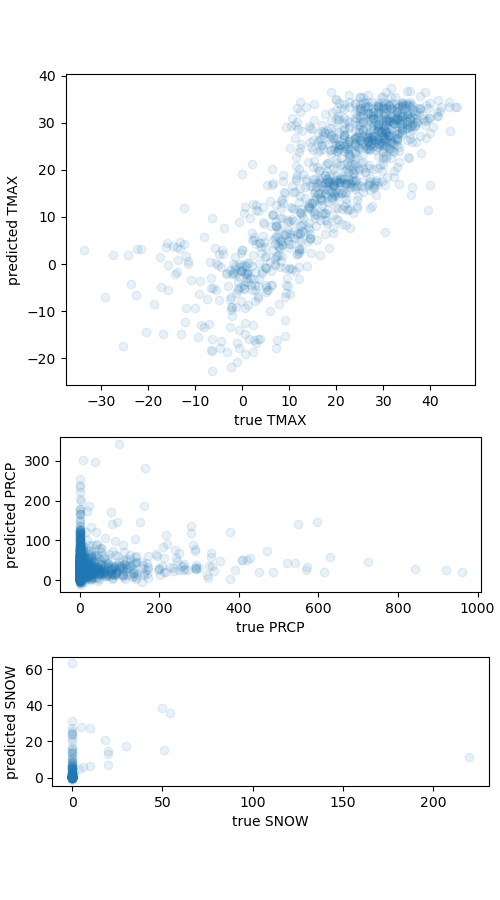 40
30
20
10
0
−10
−20
predicted TMAX
−30 −20 −10 0 10 20 30 40
true TMAX
300
200
100
0
predicted PRCP
0 200 400 600 800 1000
true PRCP
60
40
20
0
predicted SNOW
0 50 100 150 200
true SNOW